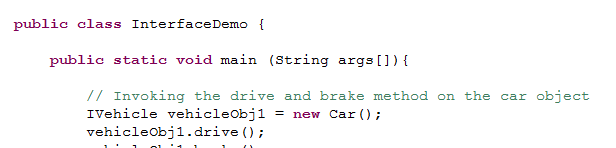 public class InterfaceDemo {
public static void main (String args[]){
// Invoking the drive and brake method on the car object
IVehicle vehicleObj1 = new Car();
vehicleObj1.drive();